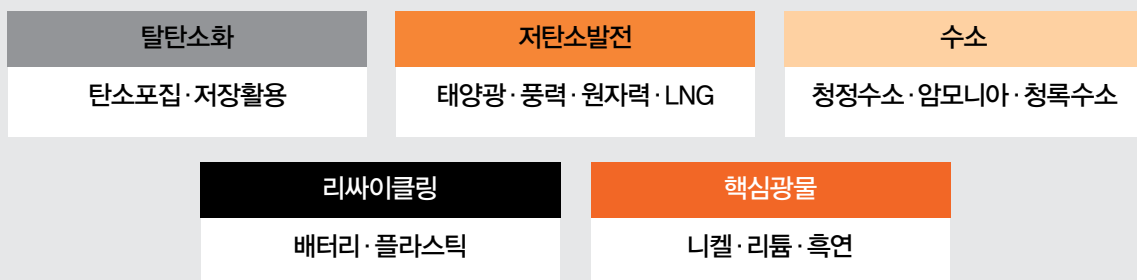 탈탄소화
탄소포집·저장활용
저탄소발전
태양광·풍력·원자력·LNG
수소
청정수소·암모니아·청록수소
리싸이클링
배터리·플라스틱
핵심광물
니켈·리튬·흑연